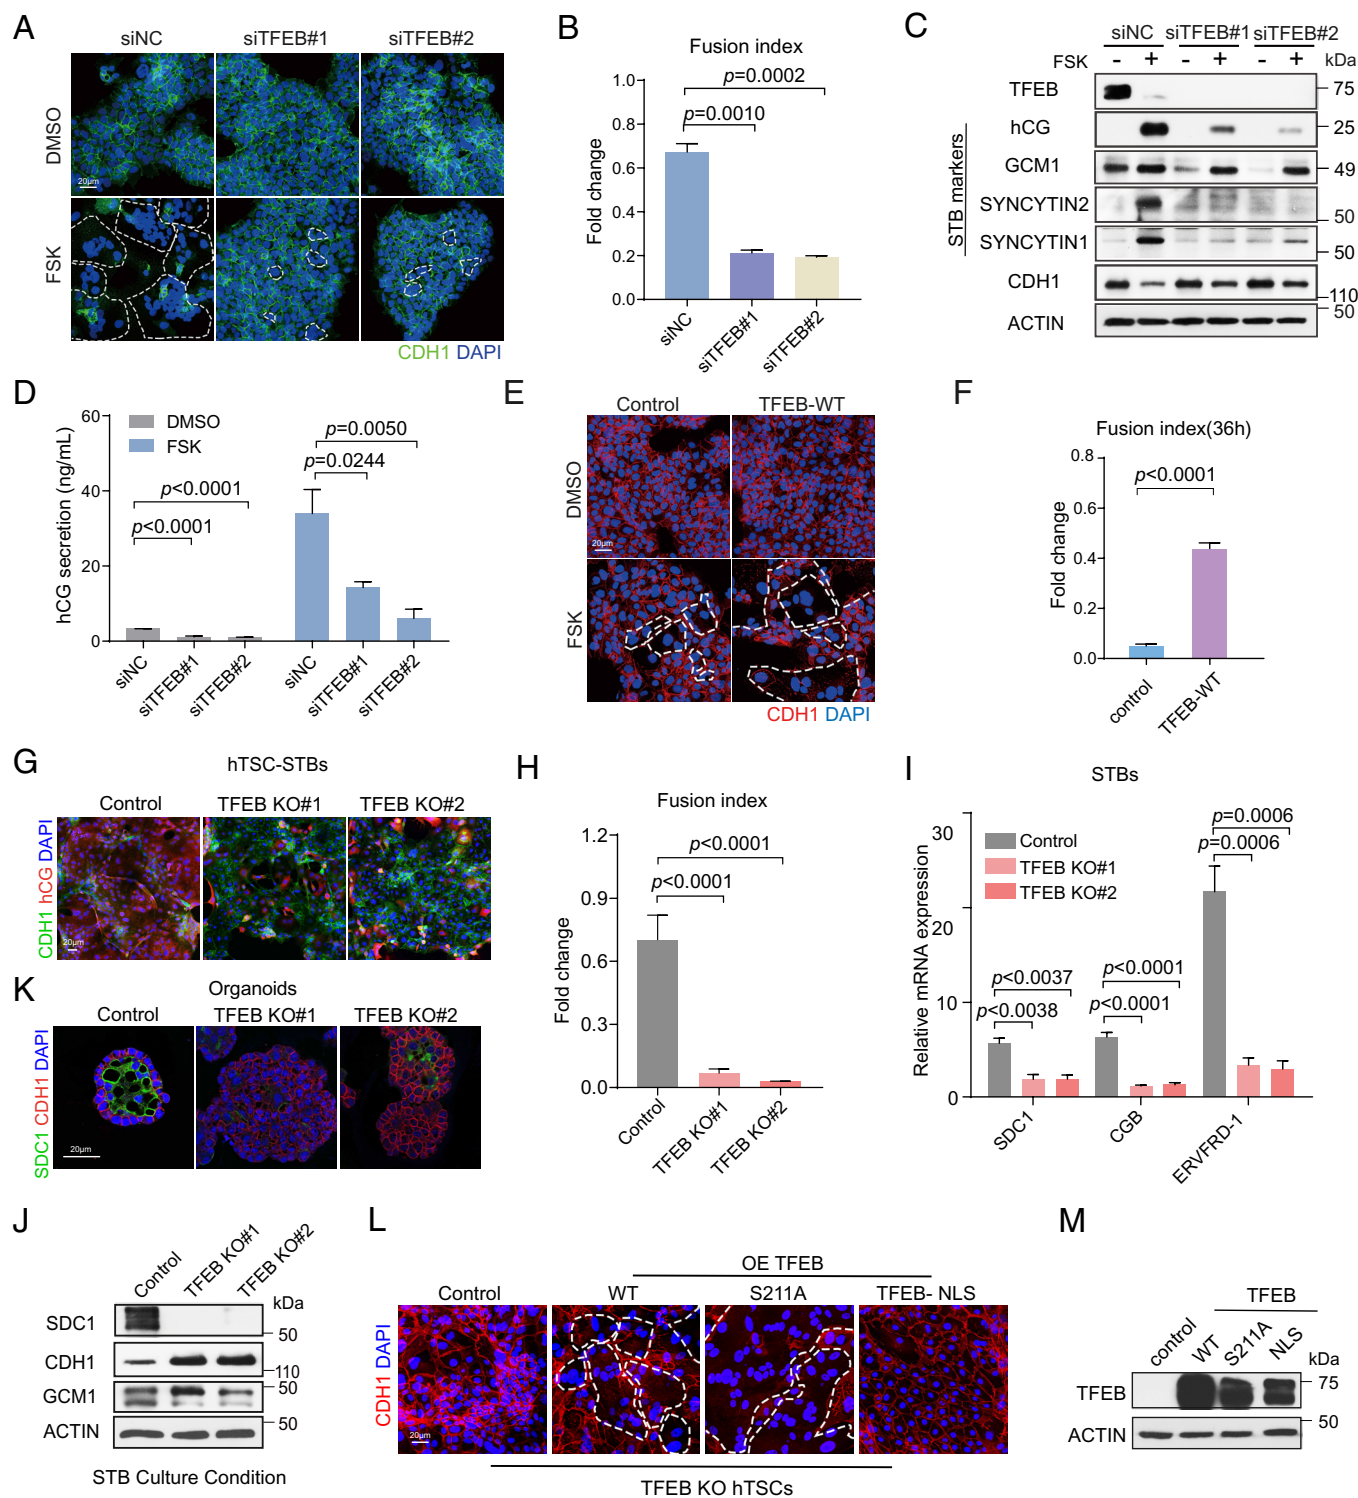 A
siNC siTFEB#1 siTFEB#2
DMSO
20μm
FSK
CDH1 DAPI
B
Fusion index
Fold change
1.0
0.8
0.6
0.4
0.2
0.0
p=0.0002
p=0.0010
siNC
siTFEB#1
siTFEB#2
C
siNC siTFEB#1 siTFEB#2
FSK - + - + - + kDa
TFEB 75
STB markers
hCG 25
GCM1 49
SYNCYTIN2 50
SYNCYTIN1 50
CDH1 110
50
ACTIN
D
hCG secretion (ng/mL)
60
40
20
0
DMSO
FSK
p<0.0001
p<0.0001
p=0.0050
p=0.0244
siNC
siTFEB#1
siTFEB#2
siNC
siTFEB#1
siTFEB#2
E
Control TFEB-WT
DMSO
20μm
FSK
CDH1 DAPI
F
Fusion index(36h)
Fold change
0.8
0.6
0.4
0.2
0.0
p<0.0001
control
TFEB-WT
G
hTSC-STBs
Control TFEB KO#1 TFEB KO#2
CDH1 hCG DAPI
20μm
H
Fusion index
Fold change
1.2
0.9
0.6
0.3
0.0
p<0.0001
p<0.0001
Control
TFEB KO#1
TFEB KO#2
I
STBs
Relative mRNA expression
30
20
10
0
Control
TFEB KO#1
TFEB KO#2
p<0.0037
p<0.0038
p<0.0001
p<0.0001
p=0.0006
p=0.0006
SDC1
CGB
ERVFRD-1
K
Organoids
Control TFEB KO#1 TFEB KO#2
SDC1 CDH1 DAPI
20μm
J
Control
TFEB KO#1
TFEB KO#2
kDa
SDC1 50
CDH1 110
GCM1 50
50
ACTIN
STB Culture Condition
L
OE TFEB
Control WT S211A TFEB- NLS
CDH1 DAPI
20μm
TFEB KO hTSCs
M
TFEB
control
WT
S211A
NLS
kDa
TFEB 75
50
ACTIN